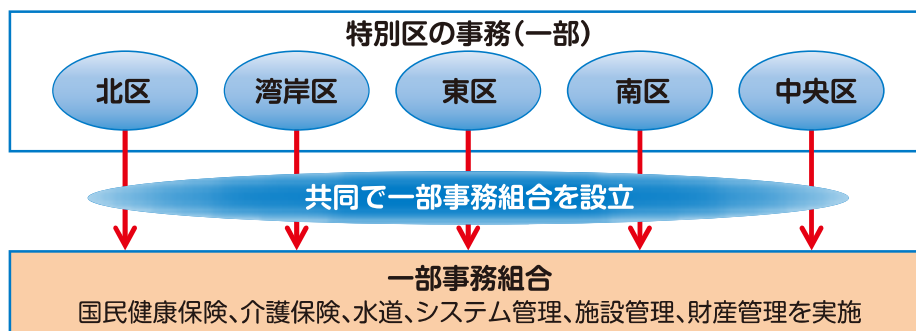 特別区の事務(一部)
北区 湾岸区 東区 南区 中央区
共同で一部事務組合を設立
一部事務組合
国民健康保険、介護保険、水道、システム管理、施設管理、財産管理を実施